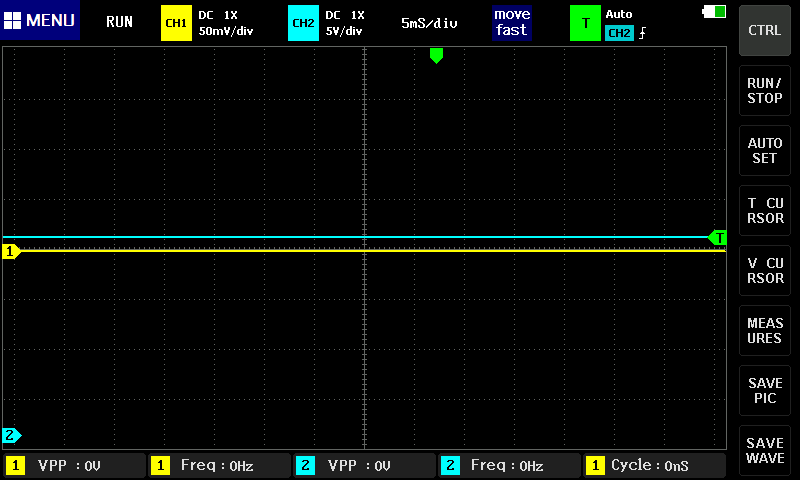 MENU
RUN
CH1
DC 1X
50mV/div
CH2
DC 1X
5V/div
5mS/div
move
fast
T
Auto
CH2
CTRL
RUN/
STOP
AUTO
SET
T CU
RSOR
V CU
RSOR
MEAS
URES
SAVE
PIC
SAVE
WAVE
T
1
2
1 VPP :0V
1 Freq:0Hz
2 VPP :0V
2 Freq:0Hz
1 Cycle:0nS